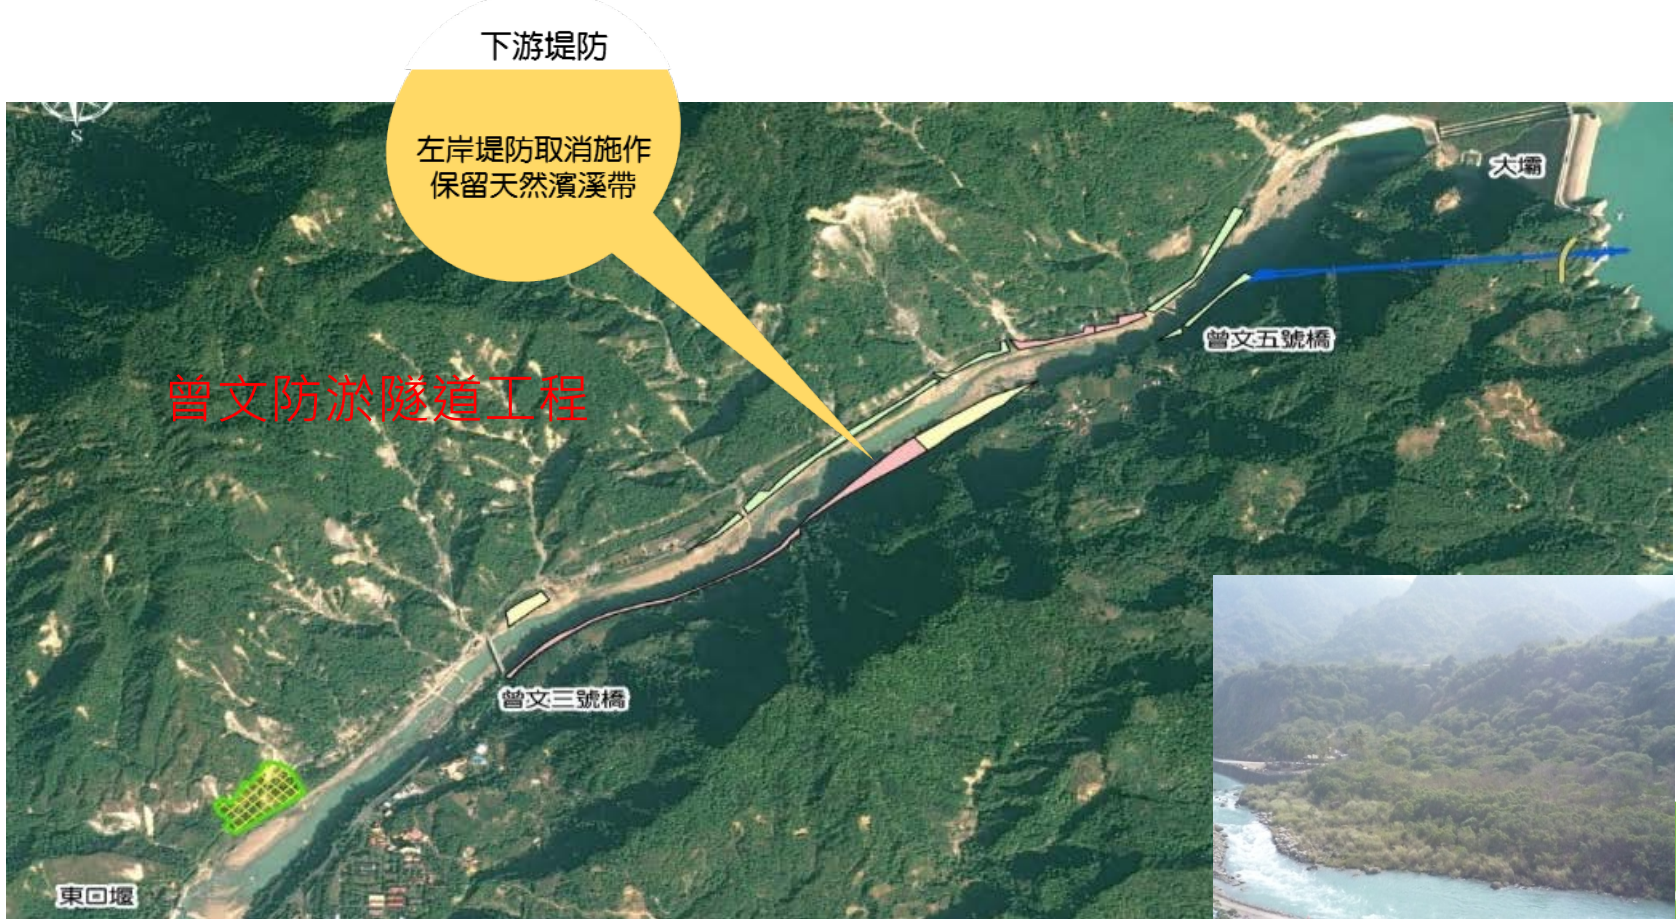 下游堤防
左岸堤防取消施作
保留天然濱溪帶
S
大壩
曾文五號橋
曾文防淤隧道工程
曾文三號橋
東口堰